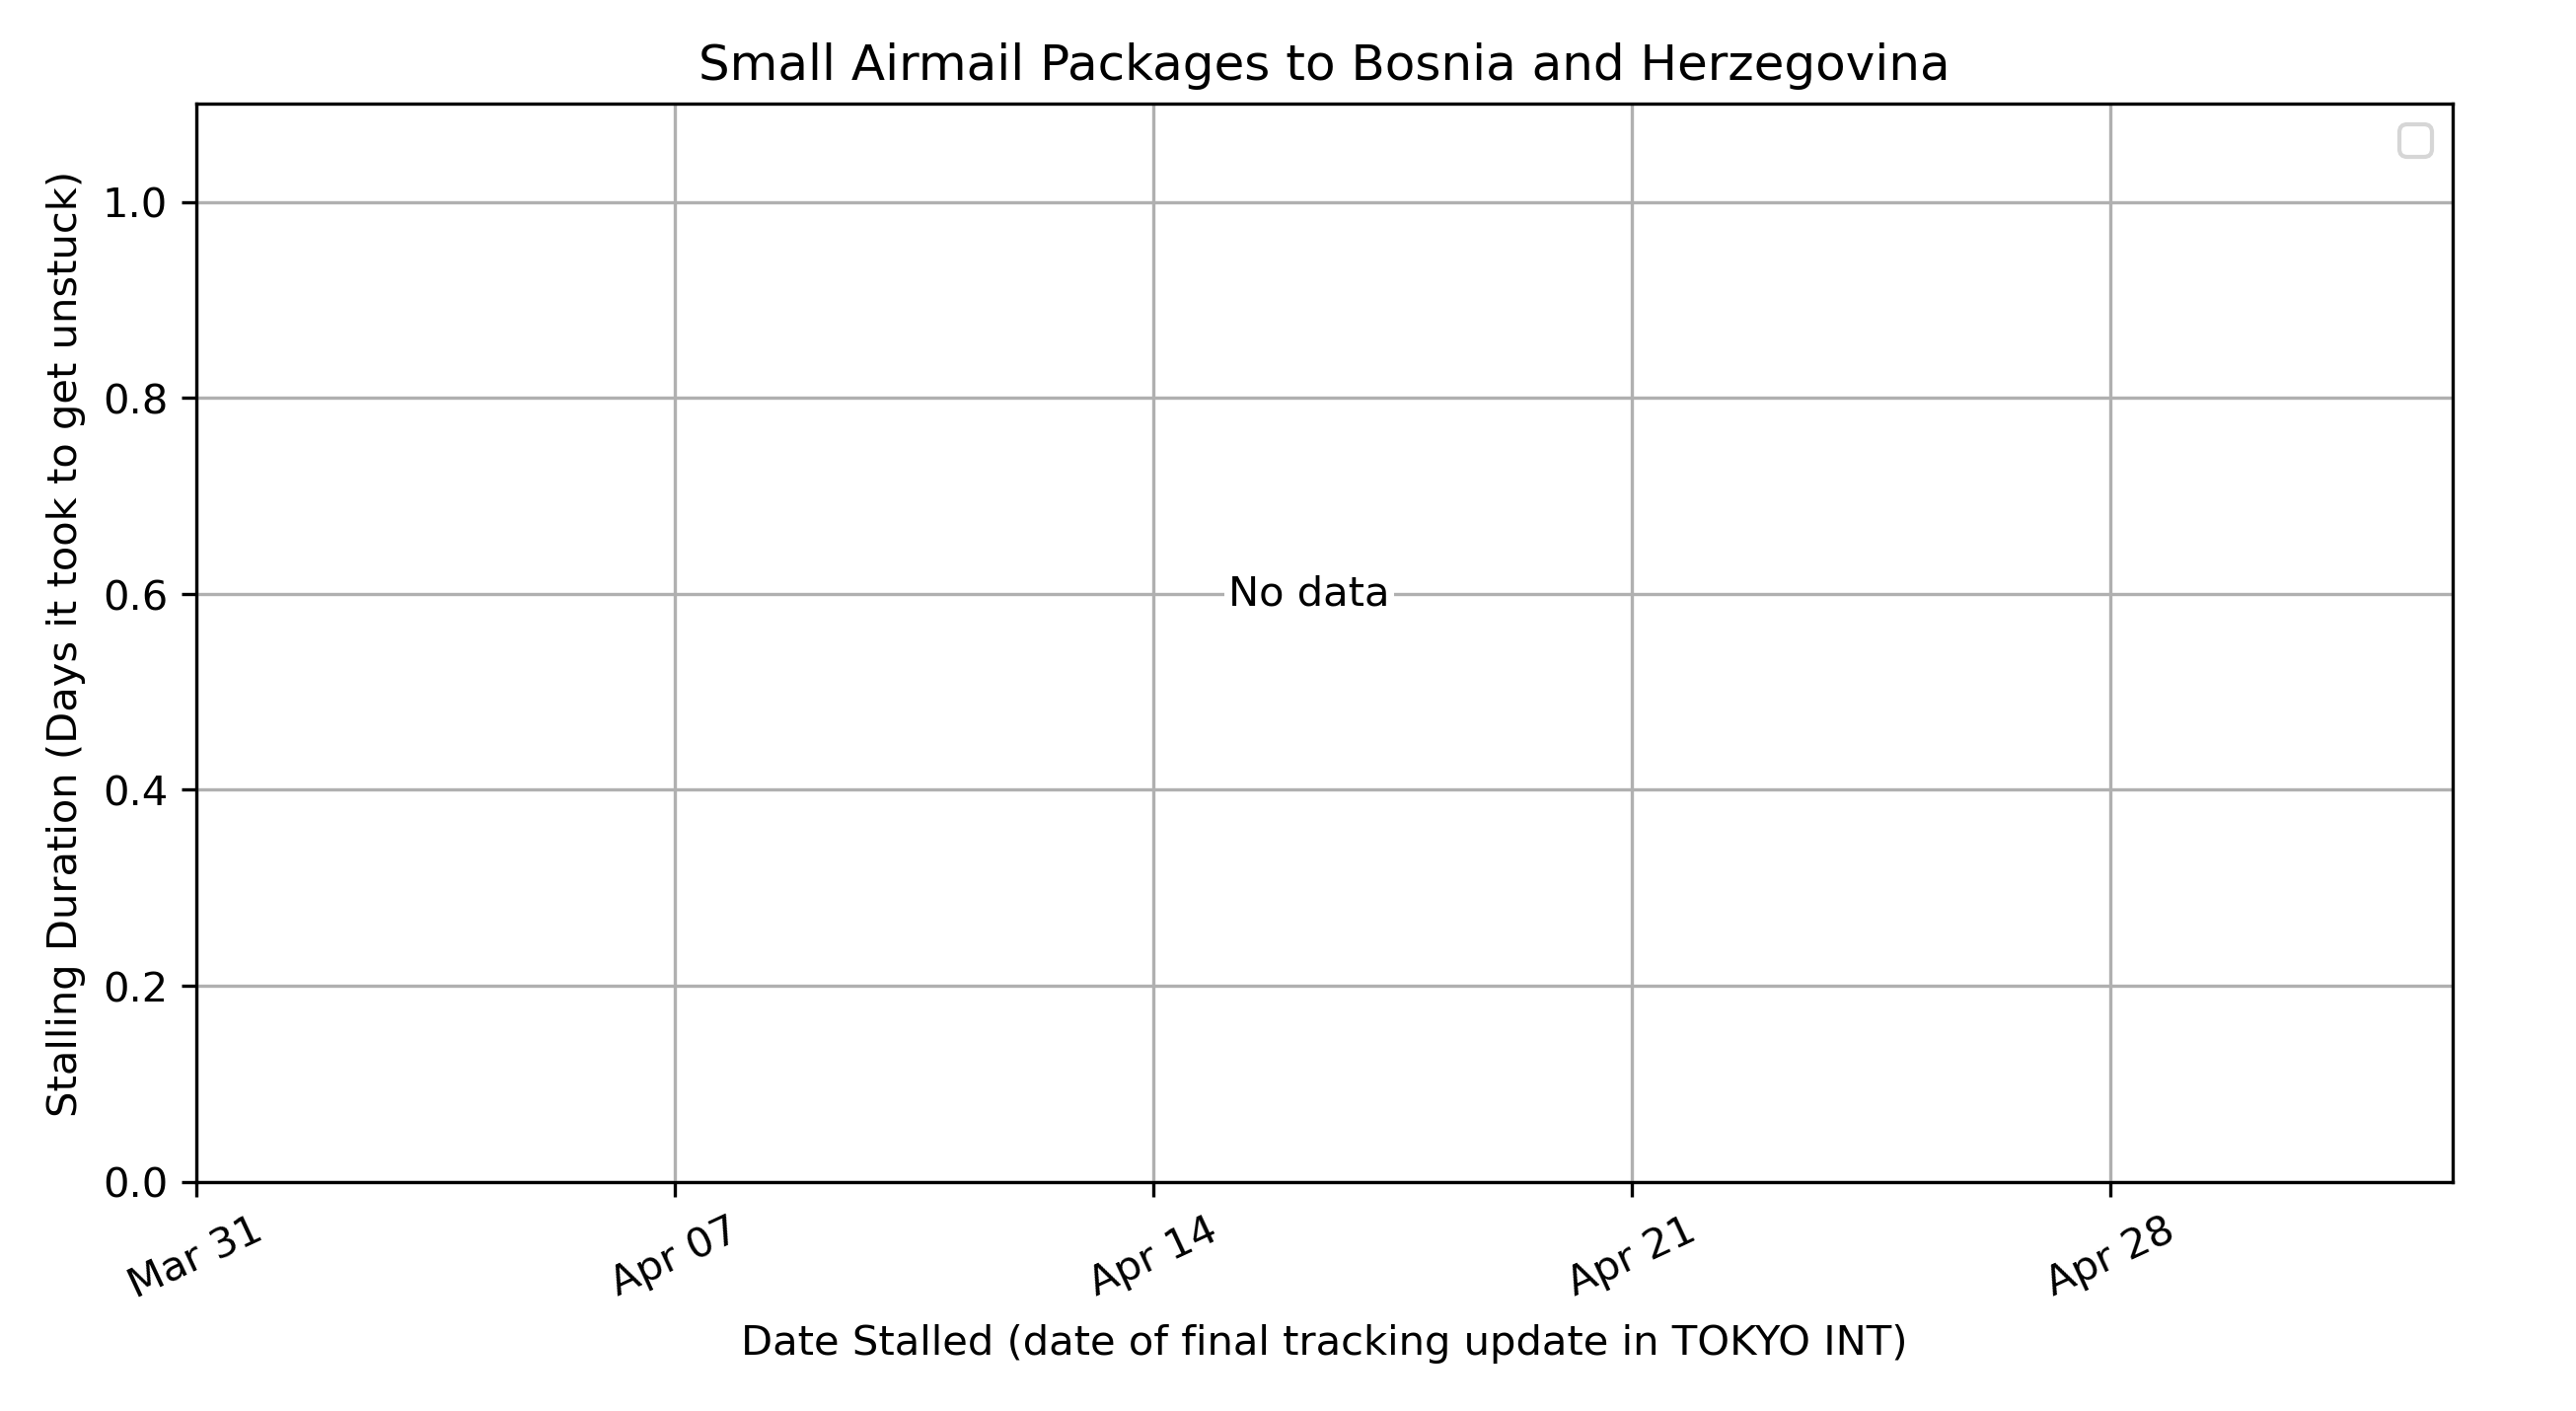 Small Airmail Packages to Bosnia and Herzegovina
Stalling Duration (Days it took to get unstuck)
1.0
0.8
0.6
0.4
0.2
0.0
No data
Mar 31
Apr 07
Apr 14
Apr 21
Apr 28
Date Stalled (date of final tracking update in TOKYO INT)